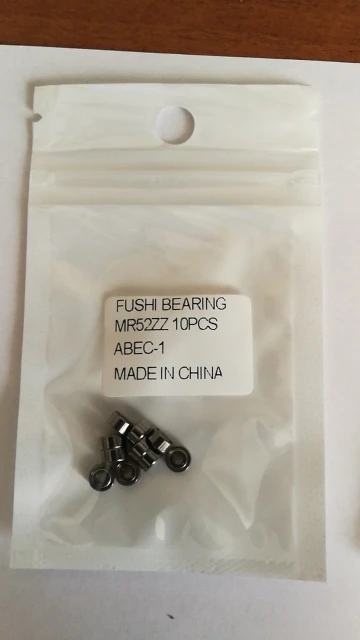 FUSHI BEARING
MR52ZZ 10PCS
ABEC-1
MADE IN CHINA